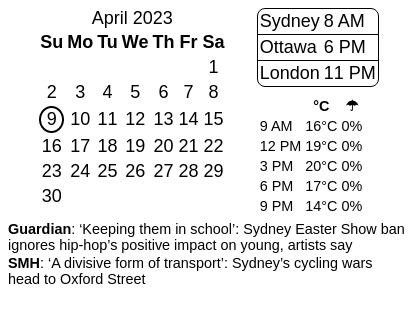 April 2023
Su Mo Tu We Th Fr Sa
1
2 3 4 5 6 7 8
9 10 11 12 13 14 15
16 17 18 19 20 21 22
23 24 25 26 27 28 29
30
Sydney 8 AM
Ottawa 6 PM
London 11 PM
°C ☂
9 AM 16°C 0%
12 PM 19°C 0%
3 PM 20°C 0%
6 PM 17°C 0%
9 PM 14°C 0%
Guardian: ‘Keeping them in school’: Sydney Easter Show ban
ignores hip-hop’s positive impact on young, artists say
SMH: ‘A divisive form of transport’: Sydney’s cycling wars
head to Oxford Street